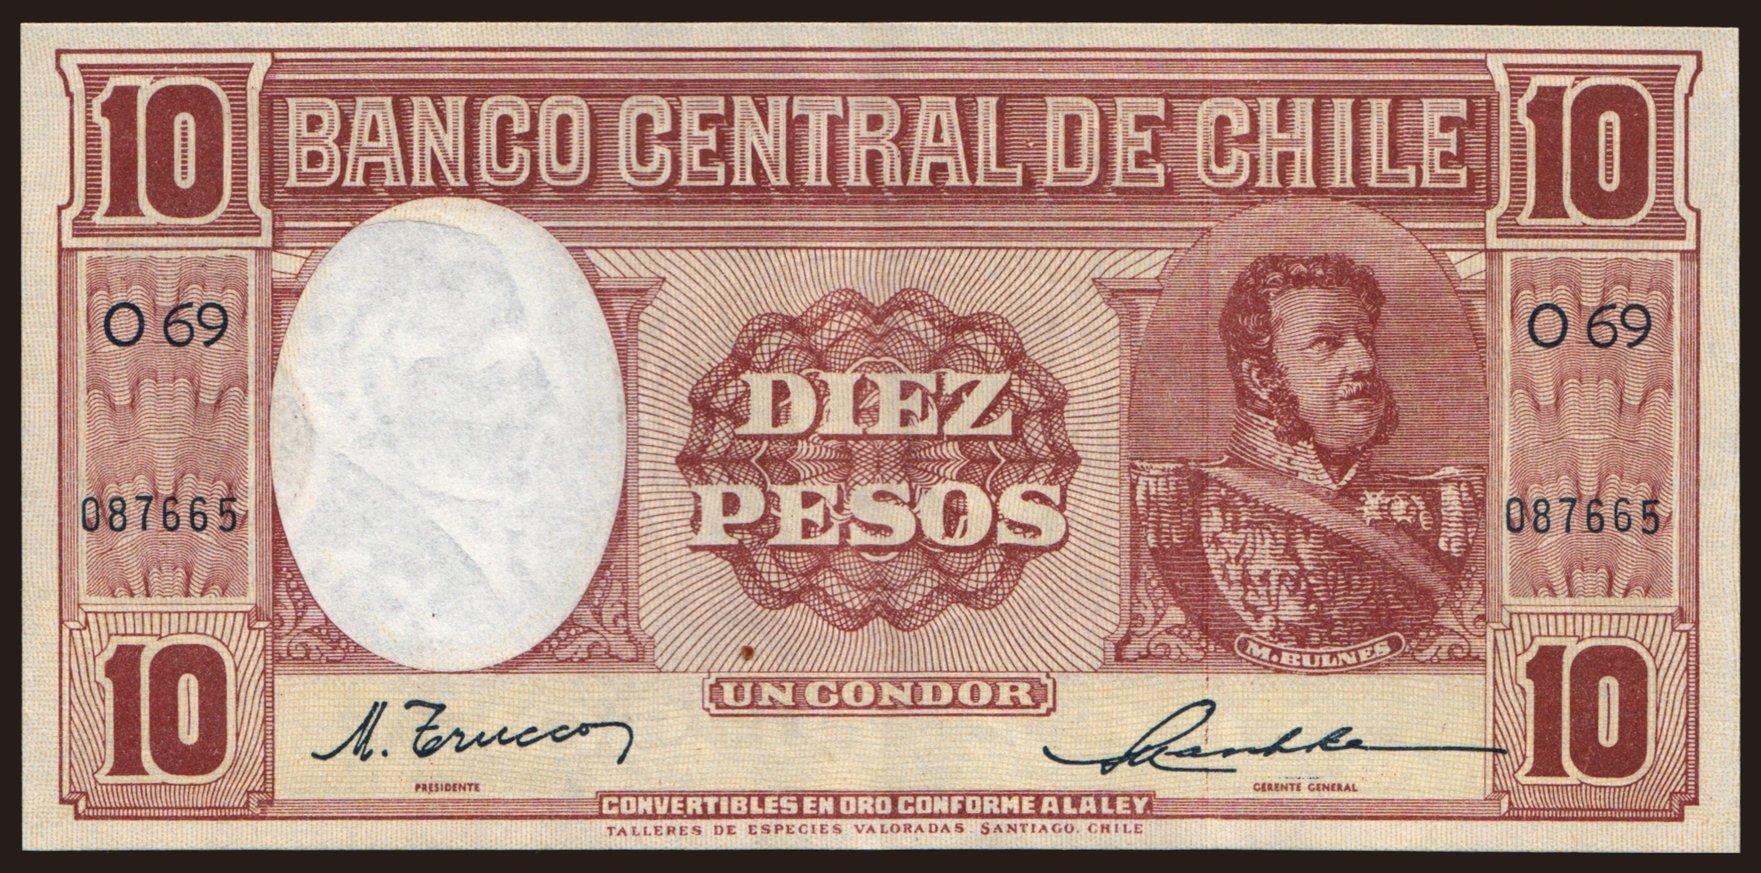 10 BANCO CENTRAL DE CHILE 10
O 69 O 69
DIEZ
PESOS
087665 087665
M. BULNES
10 UN CONDOR 10
M. Trucco
PRESIDENTE GERENTE GENERAL
CONVERTIBLES EN ORO CONFORME A LA LEY
TALLERES DE ESPECIES VALORADAS SANTIAGO, CHILE